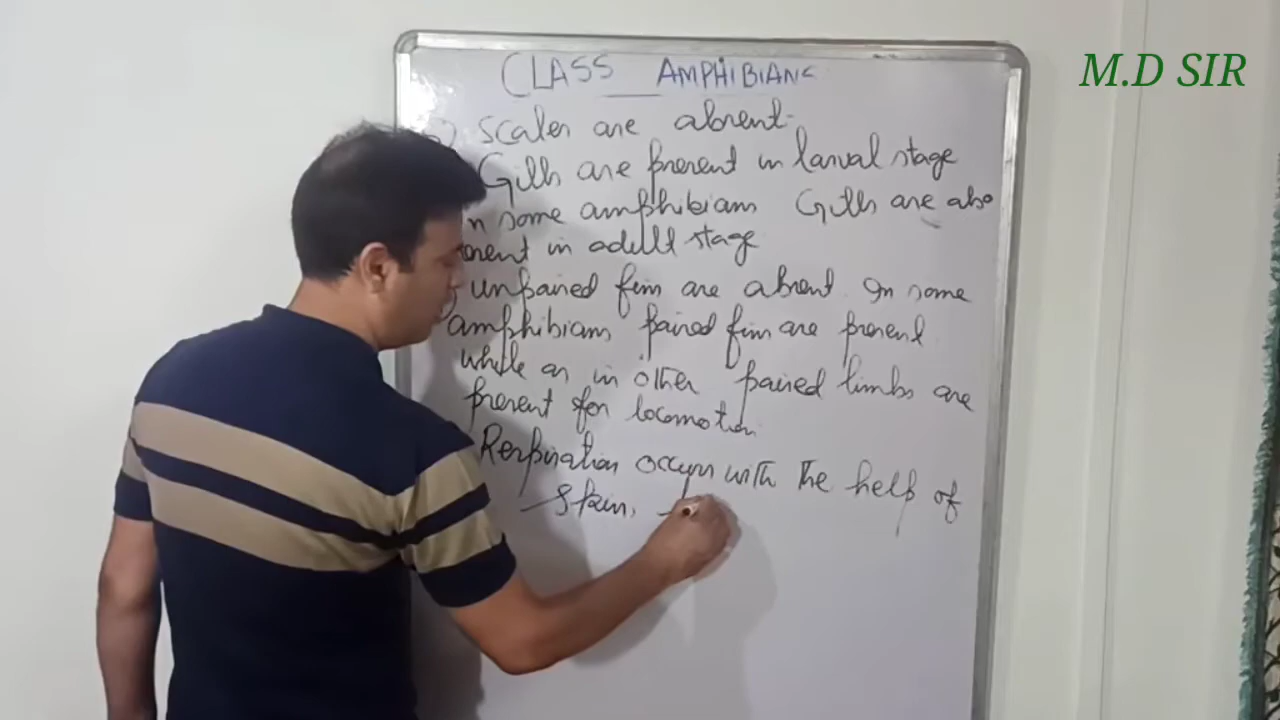 CLASS AMPHIBIANS
M.D SIR
Scales are absent.
Gills are present in larval stage
In some amphibians Gills are also
present in adult stage
unpaired fins are absent. In some
amphibians paired fins are present
while as in other paired limbs are
present for locomotion
Respiration occurs with the help of
Skin,